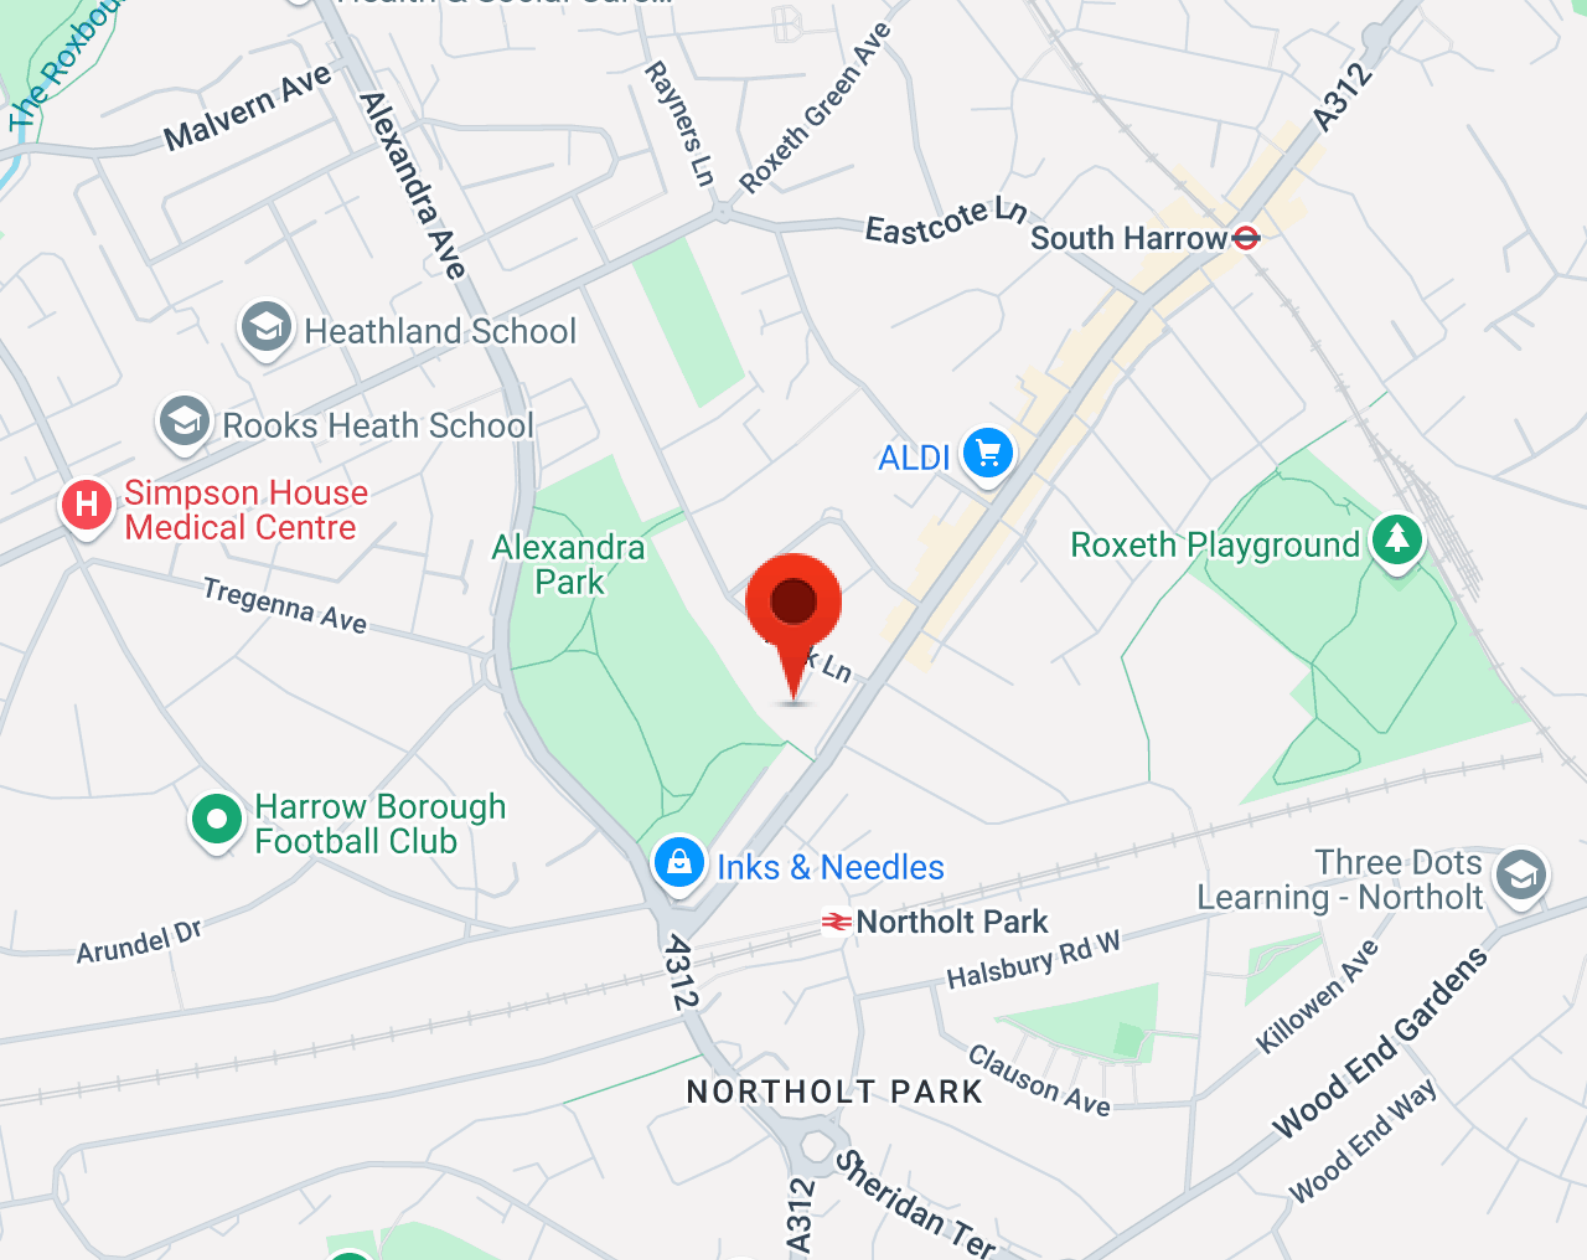 The Roxbou
Malvern Ave
Alexandra Ave
Rayners Ln
Roxeth Green Ave
A312
Eastcote Ln
South Harrow
Heathland School
Rooks Heath School
ALDI
Simpson House
Medical Centre
Alexandra
Park
Roxeth Playground
Tregenna Ave
Ln
Harrow Borough
Football Club
Inks & Needles
Three Dots
Learning - Northolt
Northolt Park
Arundel Dr
A312
Halsbury Rd W
Killowen Ave
Wood End Gardens
Clauson Ave
NORTHOLT PARK
Wood End Way
Sheridan Ter
A312